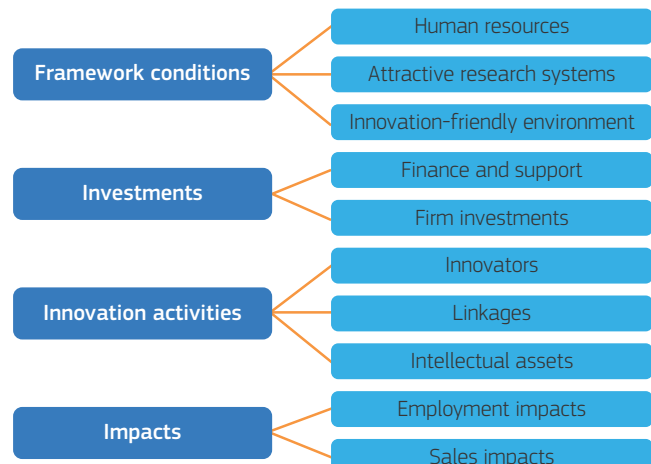 Framework conditions
Human resources
Attractive research systems
Innovation-friendly environment
Investments
Finance and support
Firm investments
Innovation activities
Innovators
Linkages
Intellectual assets
Impacts
Employment impacts
Sales impacts